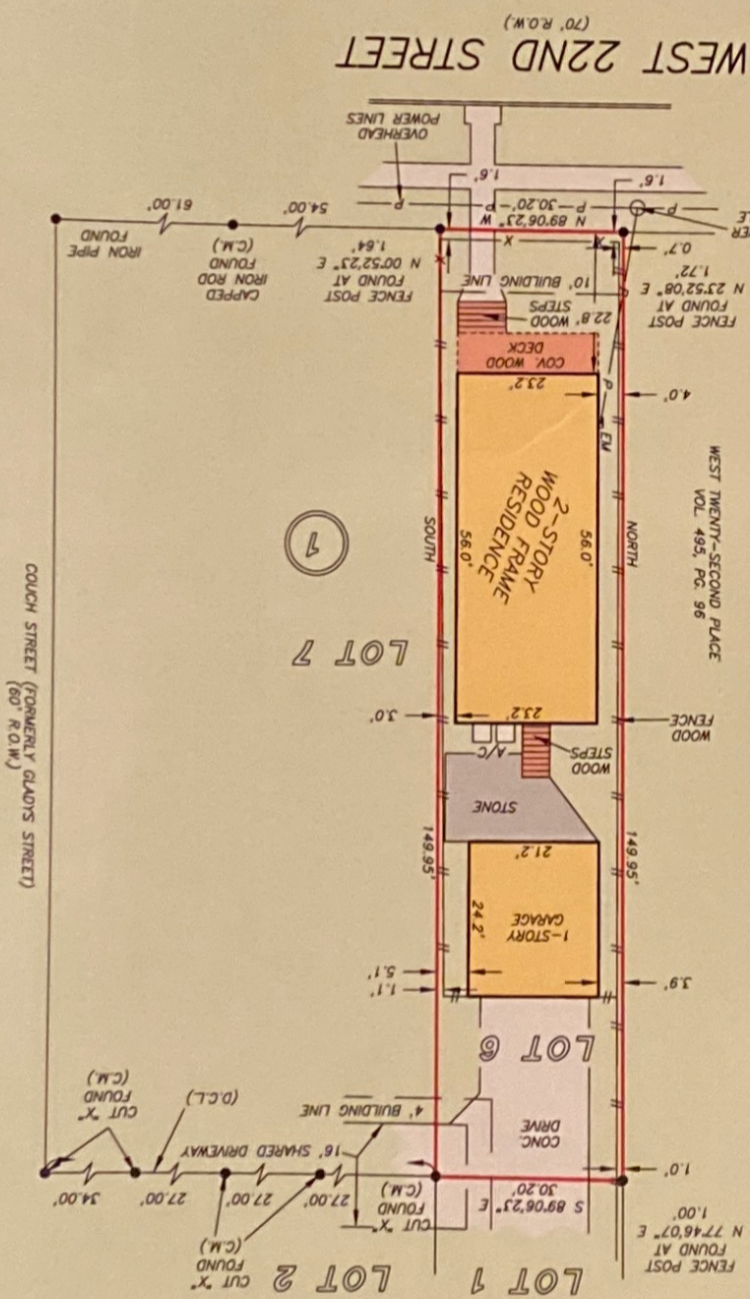 LOT 1
LOT 2
FENCE POST
FOUND AT
N 77°46'07" E
1.00'
CUT "X"
FOUND
(C.M.)
S 89°06'23" E
30.20'
CUT "X"
FOUND
(C.M.)
1.0'
27.00'
27.00'
27.00'
34.00'
16' SHARED DRIVEWAY
(D.C.L.)
CUT "X"
FOUND
(C.M.)
CONC.
DRIVE
4' BUILDING LINE
LOT 6
3.9'
1.1'
5.1'
1-STORY
GARAGE
24.2'
21.2'
149.95'
149.95'
STONE
WOOD
STEPS
A/C
WOOD
FENCE
23.2'
3.0'
LOT 7
COUCH STREET (FORMERLY GLADYS STREET)
(60' R.O.W.)
WEST TWENTY-SECOND PLACE
VOL. 495, PG. 96
NORTH
56.0'
2-STORY
WOOD FRAME
RESIDENCE
56.0'
SOUTH
1
EM
4.0'
23.2'
P
COV. WOOD
DECK
22.8'
WOOD
STEPS
10' BUILDING LINE
FENCE POST
FOUND AT
N 23°52'08" E
1.72'
0.7'
FENCE POST
FOUND AT
N 00°52'23" E
1.64'
CAPPED
IRON ROD
FOUND
(C.M.)
IRON PIPE
FOUND
X
X
X
N 89°06'23" W
30.20'
54.00'
61.00'
P
P
P
P
1.6'
1.6'
OVERHEAD
POWER LINES
WEST 22ND STREET
(70' R.O.W.)